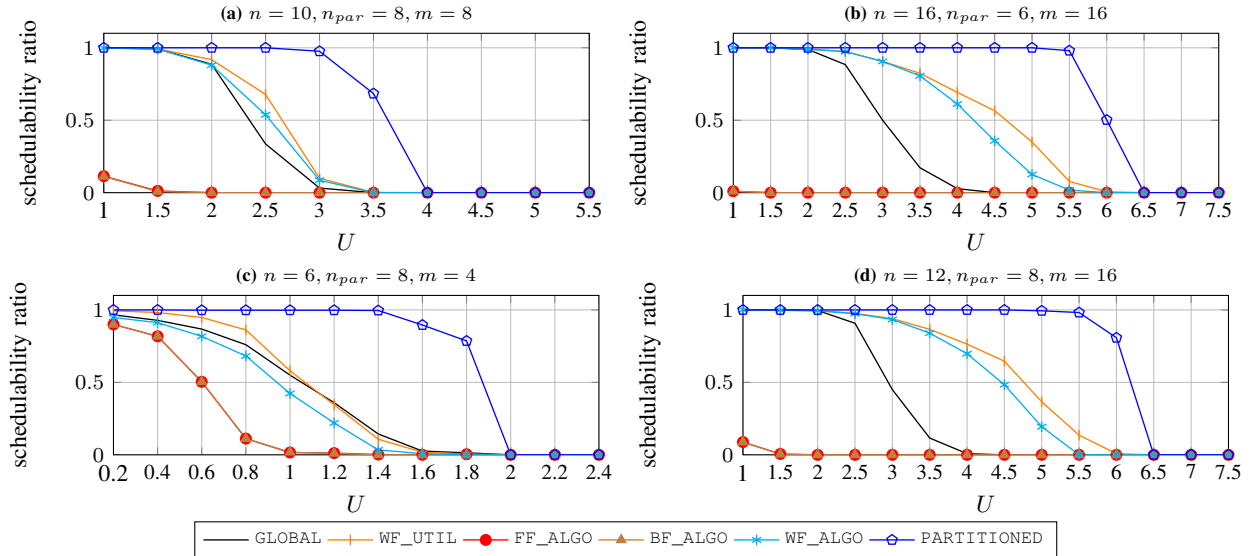 (a) n = 10, n_par = 8, m = 8
schedulability ratio
1
0.5
0
1 1.5 2 2.5 3 3.5 4 4.5 5 5.5
U
(b) n = 16, n_par = 6, m = 16
schedulability ratio
1
0.5
0
1 1.5 2 2.5 3 3.5 4 4.5 5 5.5 6 6.5 7 7.5
U
(c) n = 6, n_par = 8, m = 4
schedulability ratio
1
0.5
0
0.2 0.4 0.6 0.8 1 1.2 1.4 1.6 1.8 2 2.2 2.4
U
(d) n = 12, n_par = 8, m = 16
schedulability ratio
1
0.5
0
1 1.5 2 2.5 3 3.5 4 4.5 5 5.5 6 6.5 7 7.5
U
GLOBAL WF_UTIL FF_ALGO BF_ALGO WF_ALGO PARTITIONED